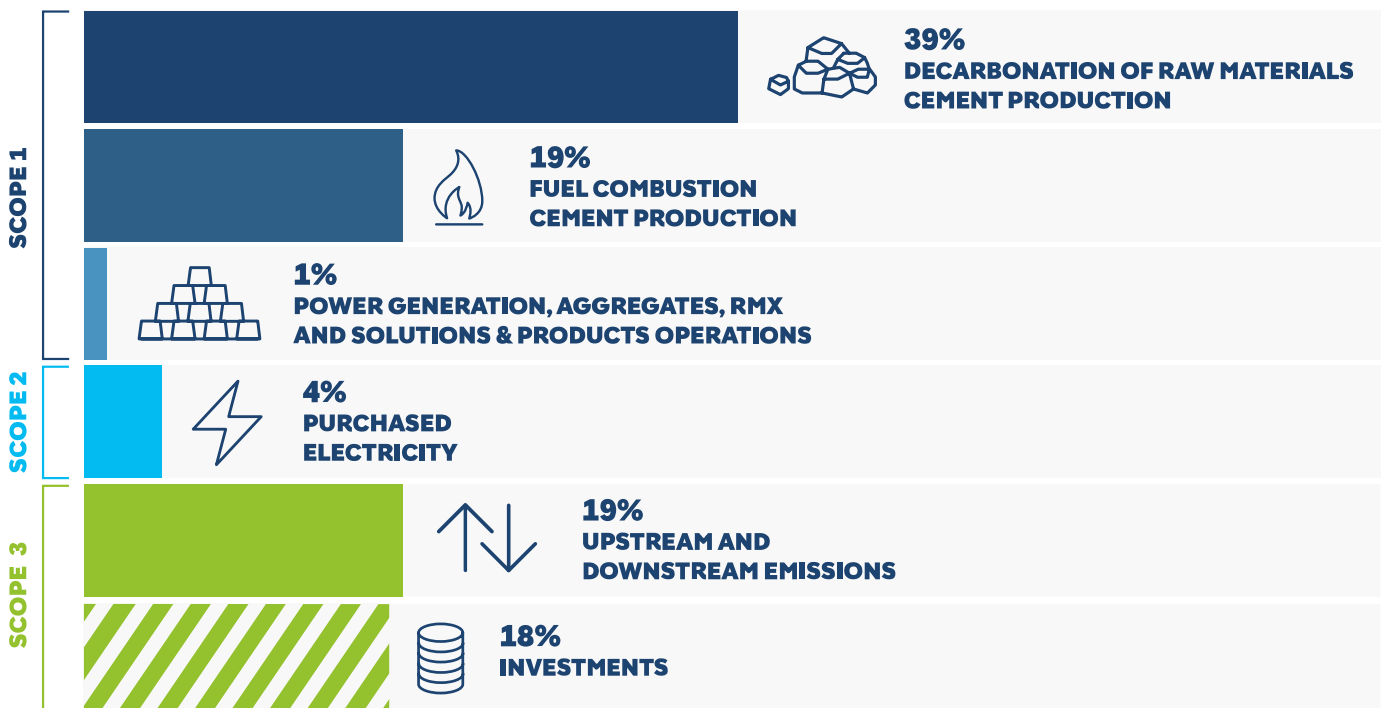 SCOPE 1
39%
DECARBONATION OF RAW MATERIALS
CEMENT PRODUCTION
19%
FUEL COMBUSTION
CEMENT PRODUCTION
1%
POWER GENERATION, AGGREGATES, RMX
AND SOLUTIONS & PRODUCTS OPERATIONS
SCOPE 2
4%
PURCHASED
ELECTRICITY
SCOPE 3
19%
UPSTREAM AND
DOWNSTREAM EMISSIONS
18%
INVESTMENTS